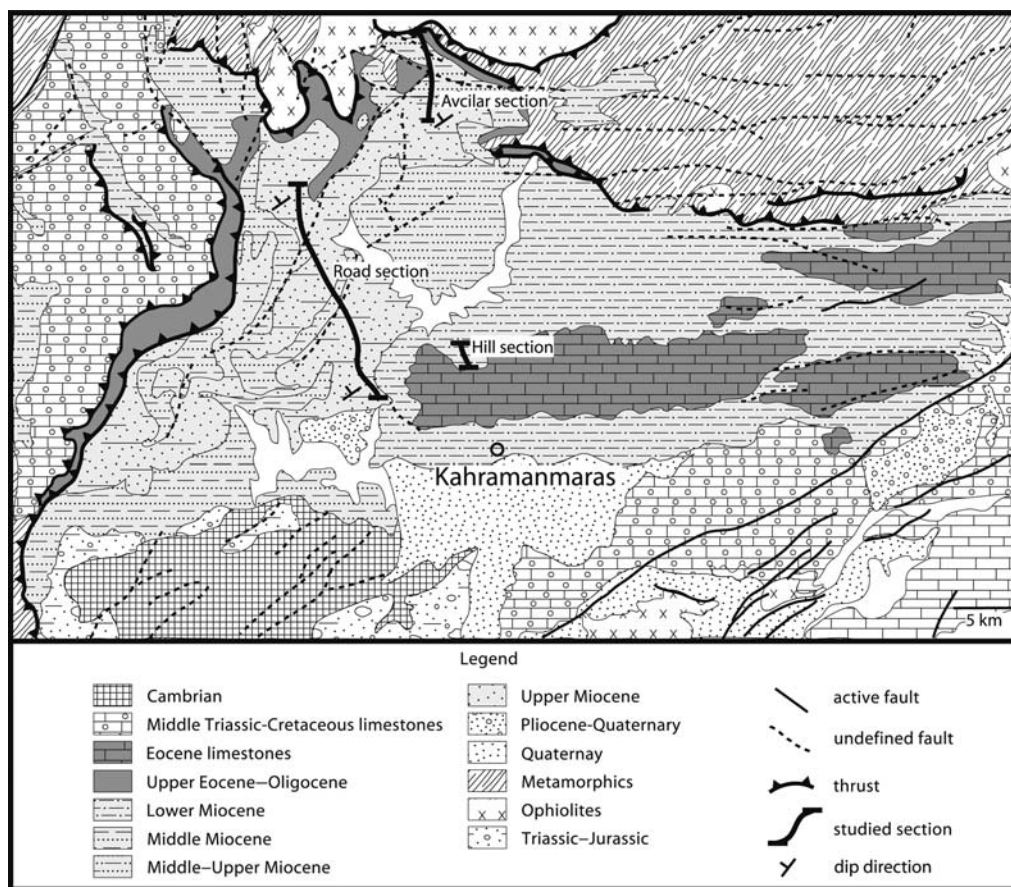 Avcilar section
Road section
Hill section
Kahramanmaras
5 km
Legend
Cambrian
Middle Triassic-Cretaceous limestones
Eocene limestones
Upper Eocene–Oligocene
Lower Miocene
Middle Miocene
Middle–Upper Miocene
Upper Miocene
Pliocene-Quaternary
Quaternay
Metamorphics
Ophiolites
Triassic–Jurassic
active fault
undefined fault
thrust
studied section
dip direction